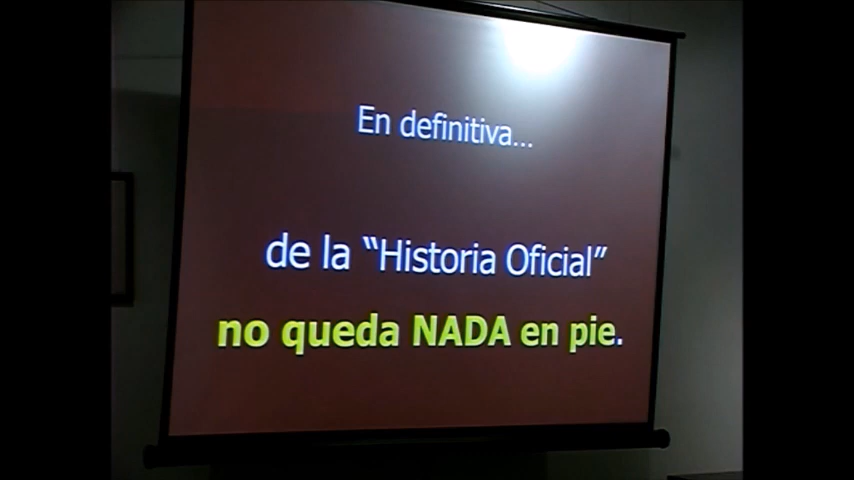 En definitiva...
de la “Historia Oficial”
no queda NADA en pie.